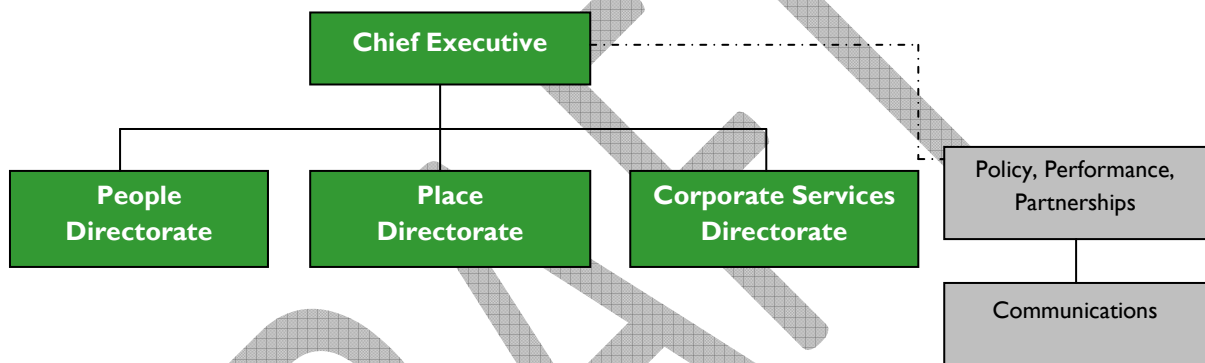 Chief Executive
People
Directorate
Place
Directorate
Corporate Services
Directorate
Policy, Performance,
Partnerships
Communications